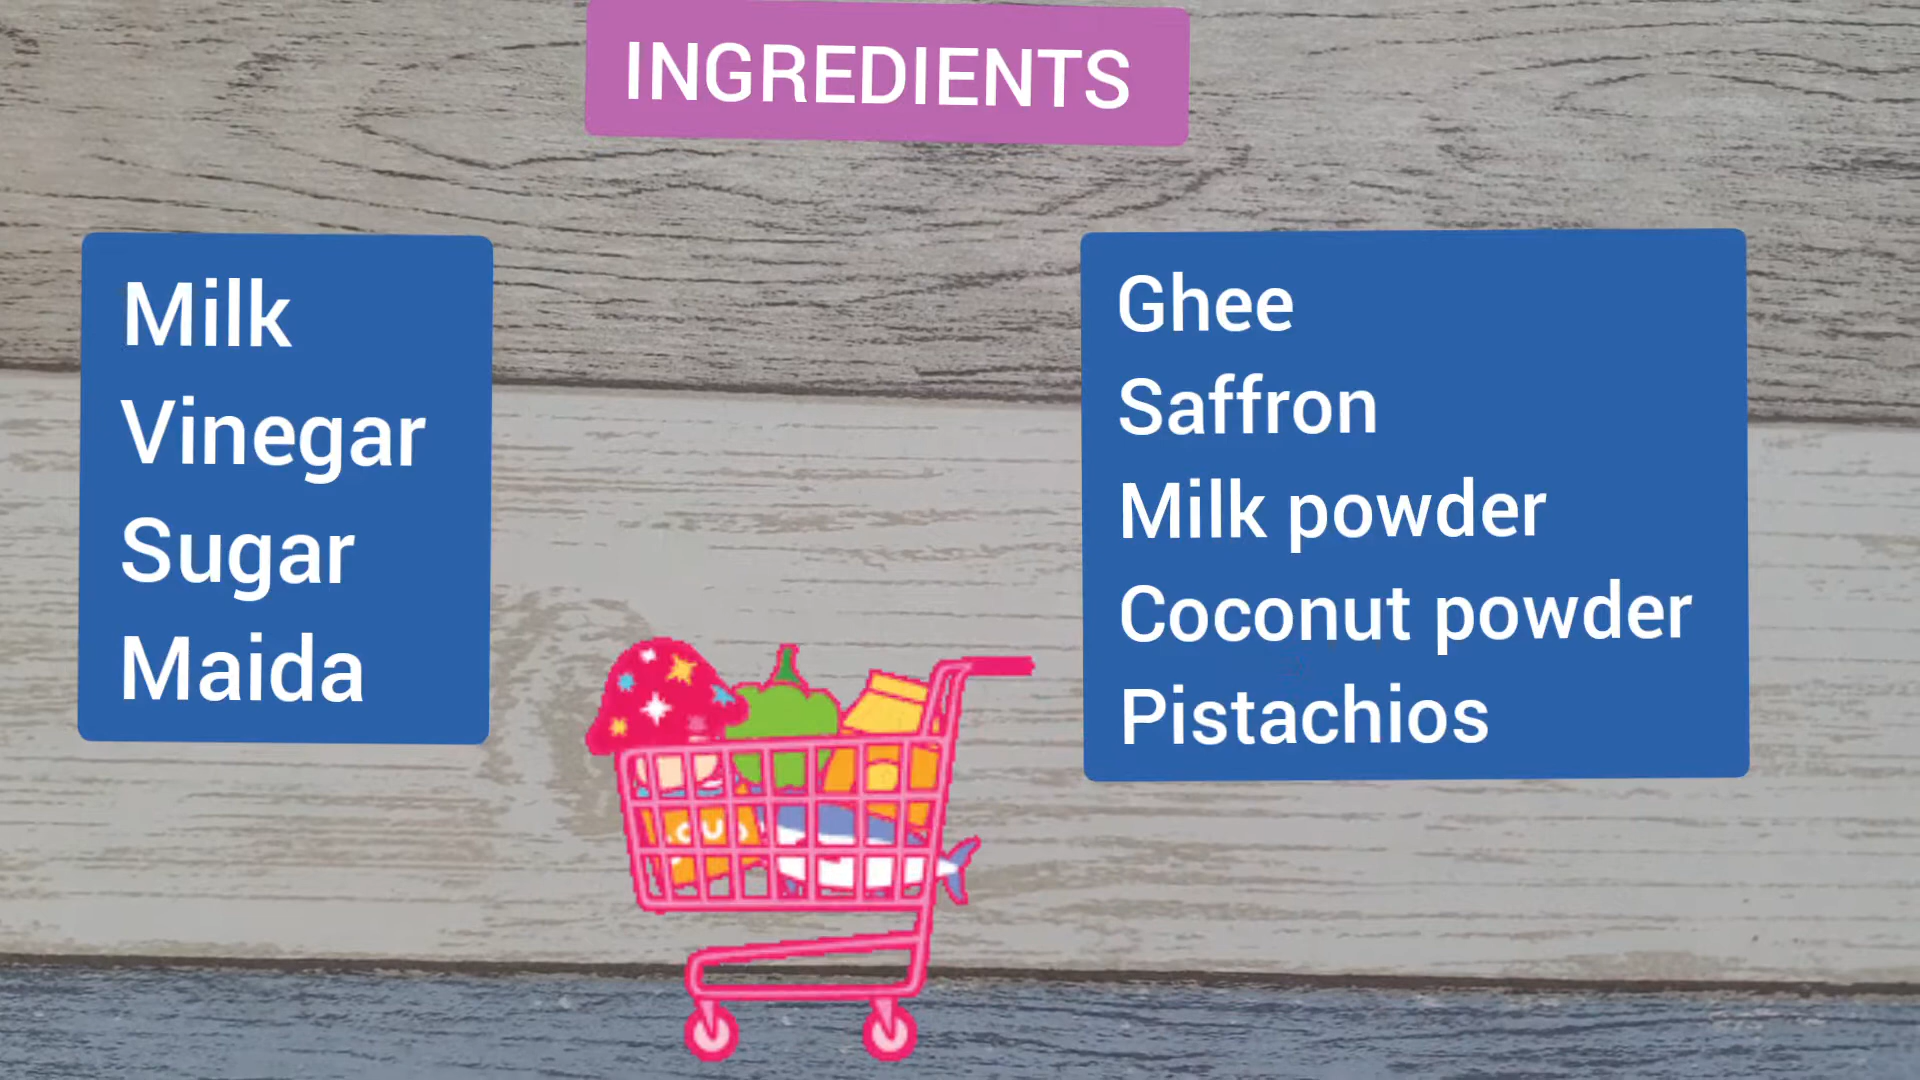 INGREDIENTS
Milk
Vinegar
Sugar
Maida
Ghee
Saffron
Milk powder
Coconut powder
Pistachios